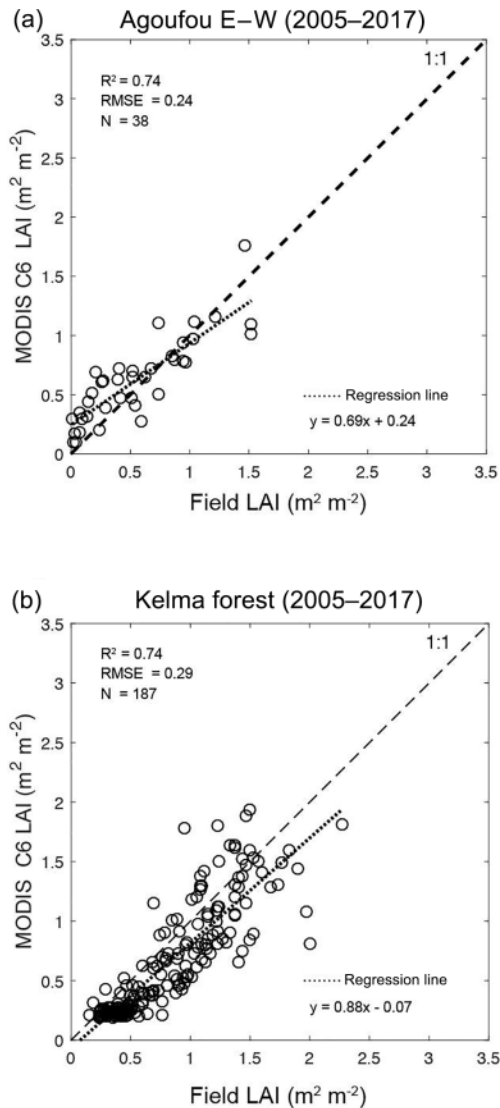 (a) Agoufou E–W (2005–2017)
3.5
1:1
R² = 0.74
RMSE = 0.24
N = 38
3
2.5
2
1.5
1
0.5
0
MODIS C6 LAI (m² m⁻²)
Regression line
y = 0.69x + 0.24
0 0.5 1 1.5 2 2.5 3 3.5
Field LAI (m² m⁻²)
(b) Kelma forest (2005–2017)
3.5
1:1
R² = 0.74
RMSE = 0.29
N = 187
3
2.5
2
1.5
1
0.5
0
MODIS C6 LAI (m² m⁻²)
Regression line
y = 0.88x - 0.07
0 0.5 1 1.5 2 2.5 3 3.5
Field LAI (m² m⁻²)